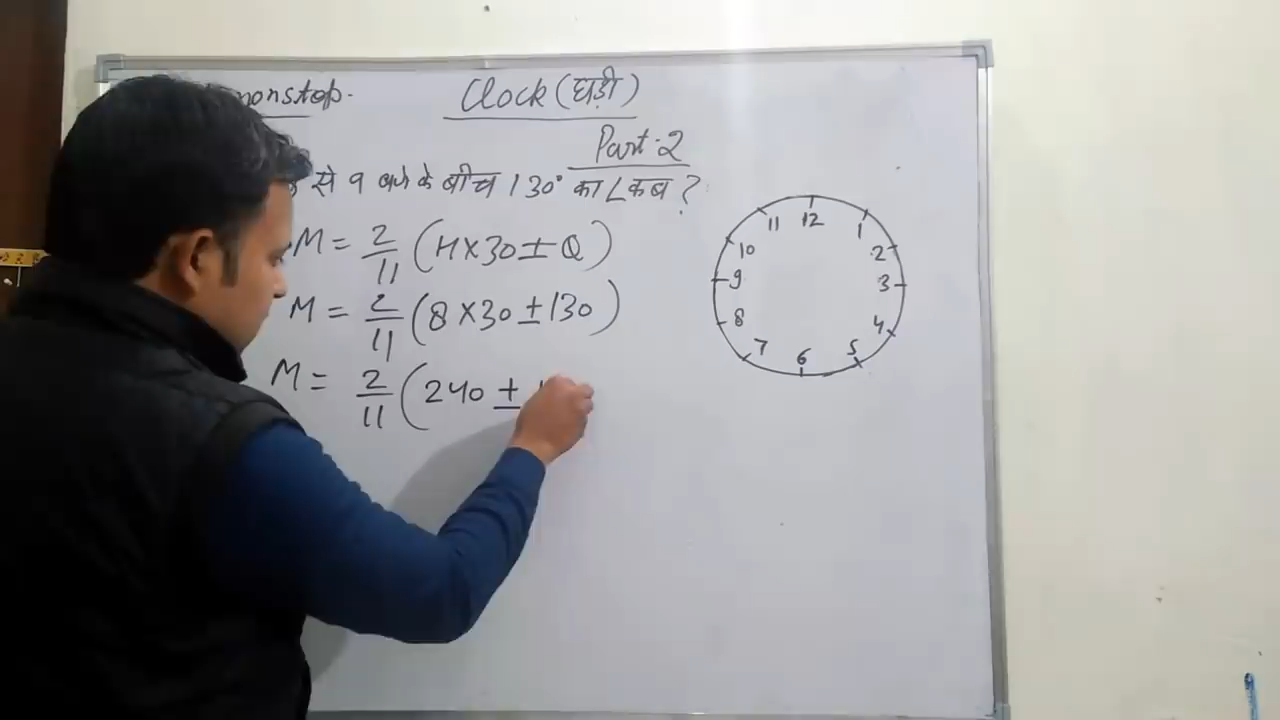 nonstop.
Clock (घड़ी)
Part-2
से 9 बजे के बीच 130° का ∠ कब ?
M = 2/11 (H×30 ± Q)
M = 2/11 (8×30 ± 130)
M = 2/11 (240 ±
12
1
2
3
4
5
6
7
8
9
10
11